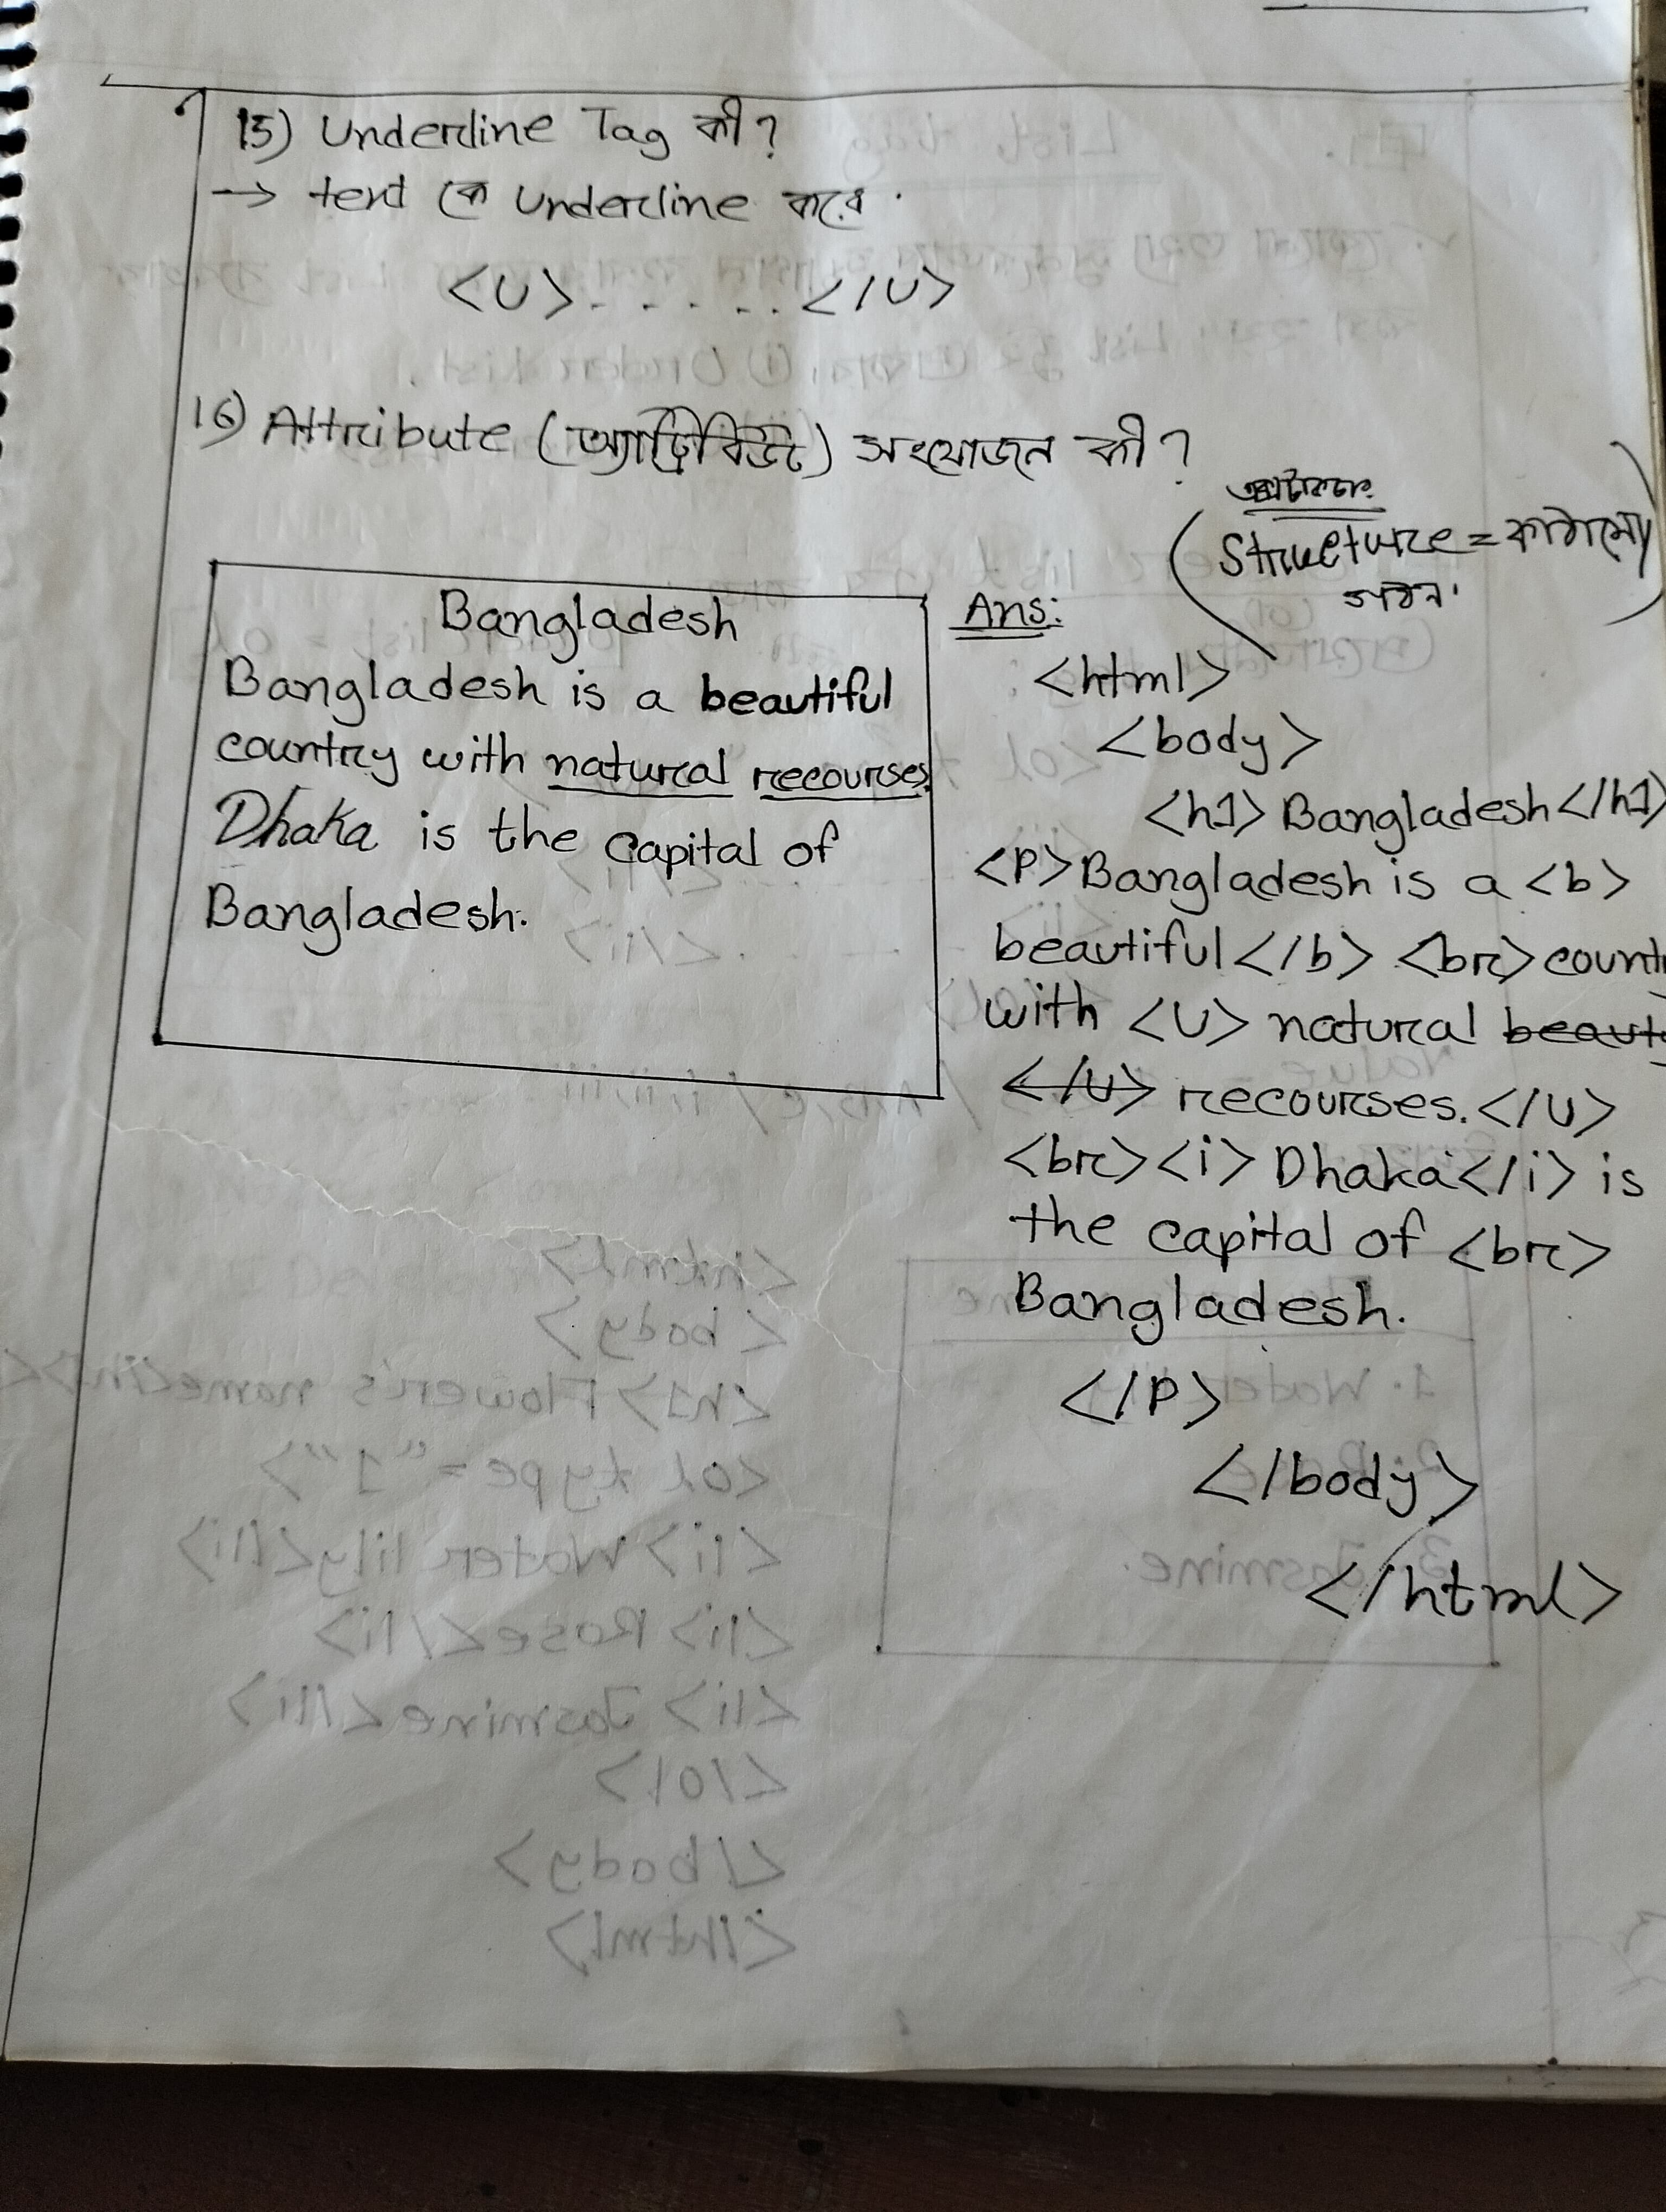 15) Underline Tag কী?
→ text কে Underline করে.
<U>. . . . . </U>
16) Attribute (অ্যাট্রিবিউট) সংযোজন কী?
(Structure = কাঠামো)
গঠন.
Bangladesh
Bangladesh is a beautiful
country with natural recourses.
Dhaka is the capital of
Bangladesh.
Ans:
<html>
<body>
<h1> Bangladesh </h1>
<P> Bangladesh is a <b>
beautiful </b> <br> count
with <U> natural beaut
</U> recourses. </U>
<br> <i> Dhaka </i> is
the capital of <br>
Bangladesh.
</P>
</body>
</html>